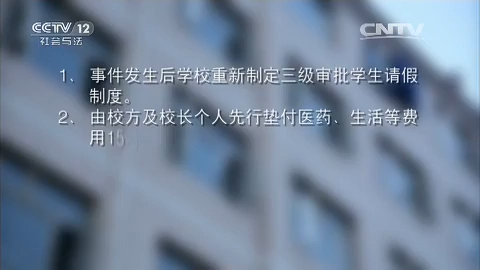 CCTV 12
社会与法
CNTV
1、 事件发生后学校重新制定三级审批学生请假
制度。
2、 由校方及校长个人先行垫付医药、生活等费
用15